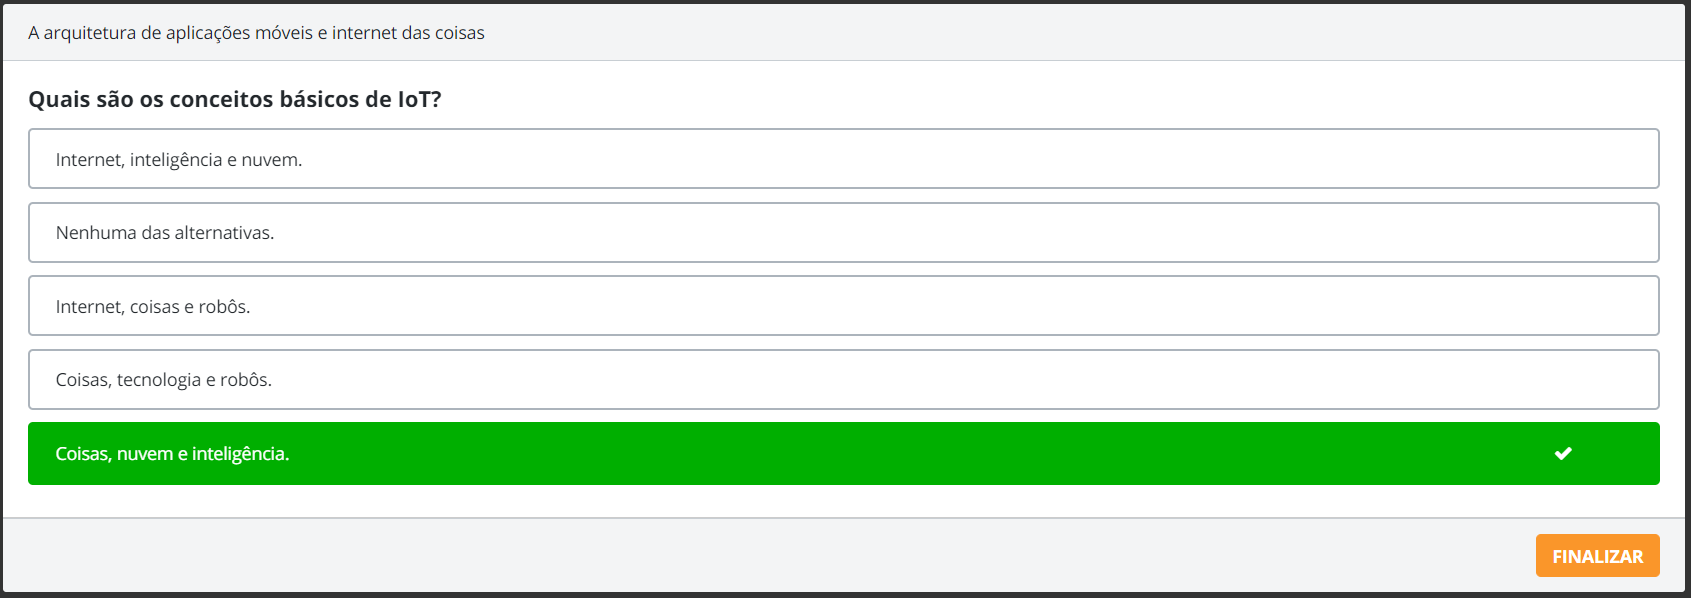 A arquitetura de aplicações móveis e internet das coisas
Quais são os conceitos básicos de IoT?
Internet, inteligência e nuvem.
Nenhuma das alternativas.
Internet, coisas e robôs.
Coisas, tecnologia e robôs.
Coisas, nuvem e inteligência.
FINALIZAR